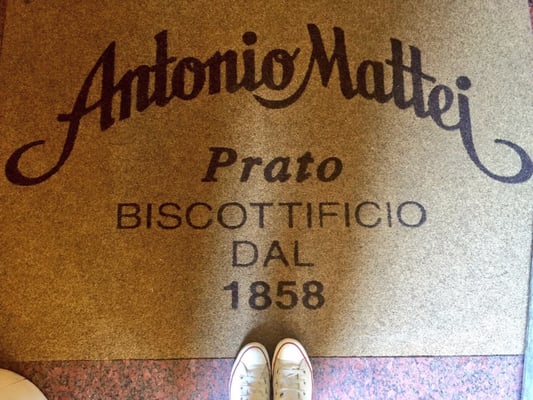 Antonio Mattei
Prato
BISCOTTIFICIO
DAL
1858